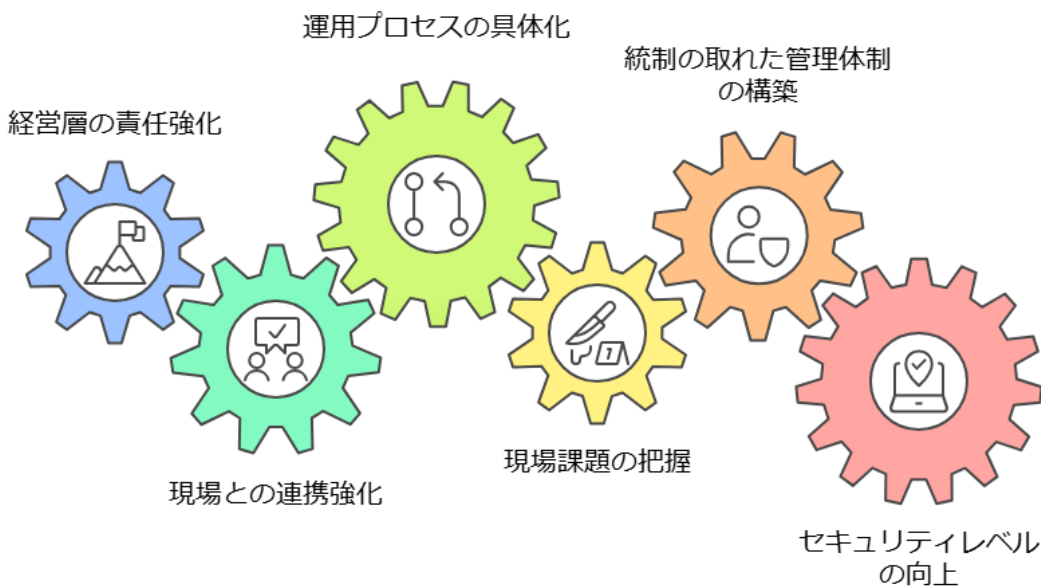 経営層の責任強化
現場との連携強化
運用プロセスの具体化
現場課題の把握
統制の取れた管理体制
の構築
セキュリティレベル
の向上